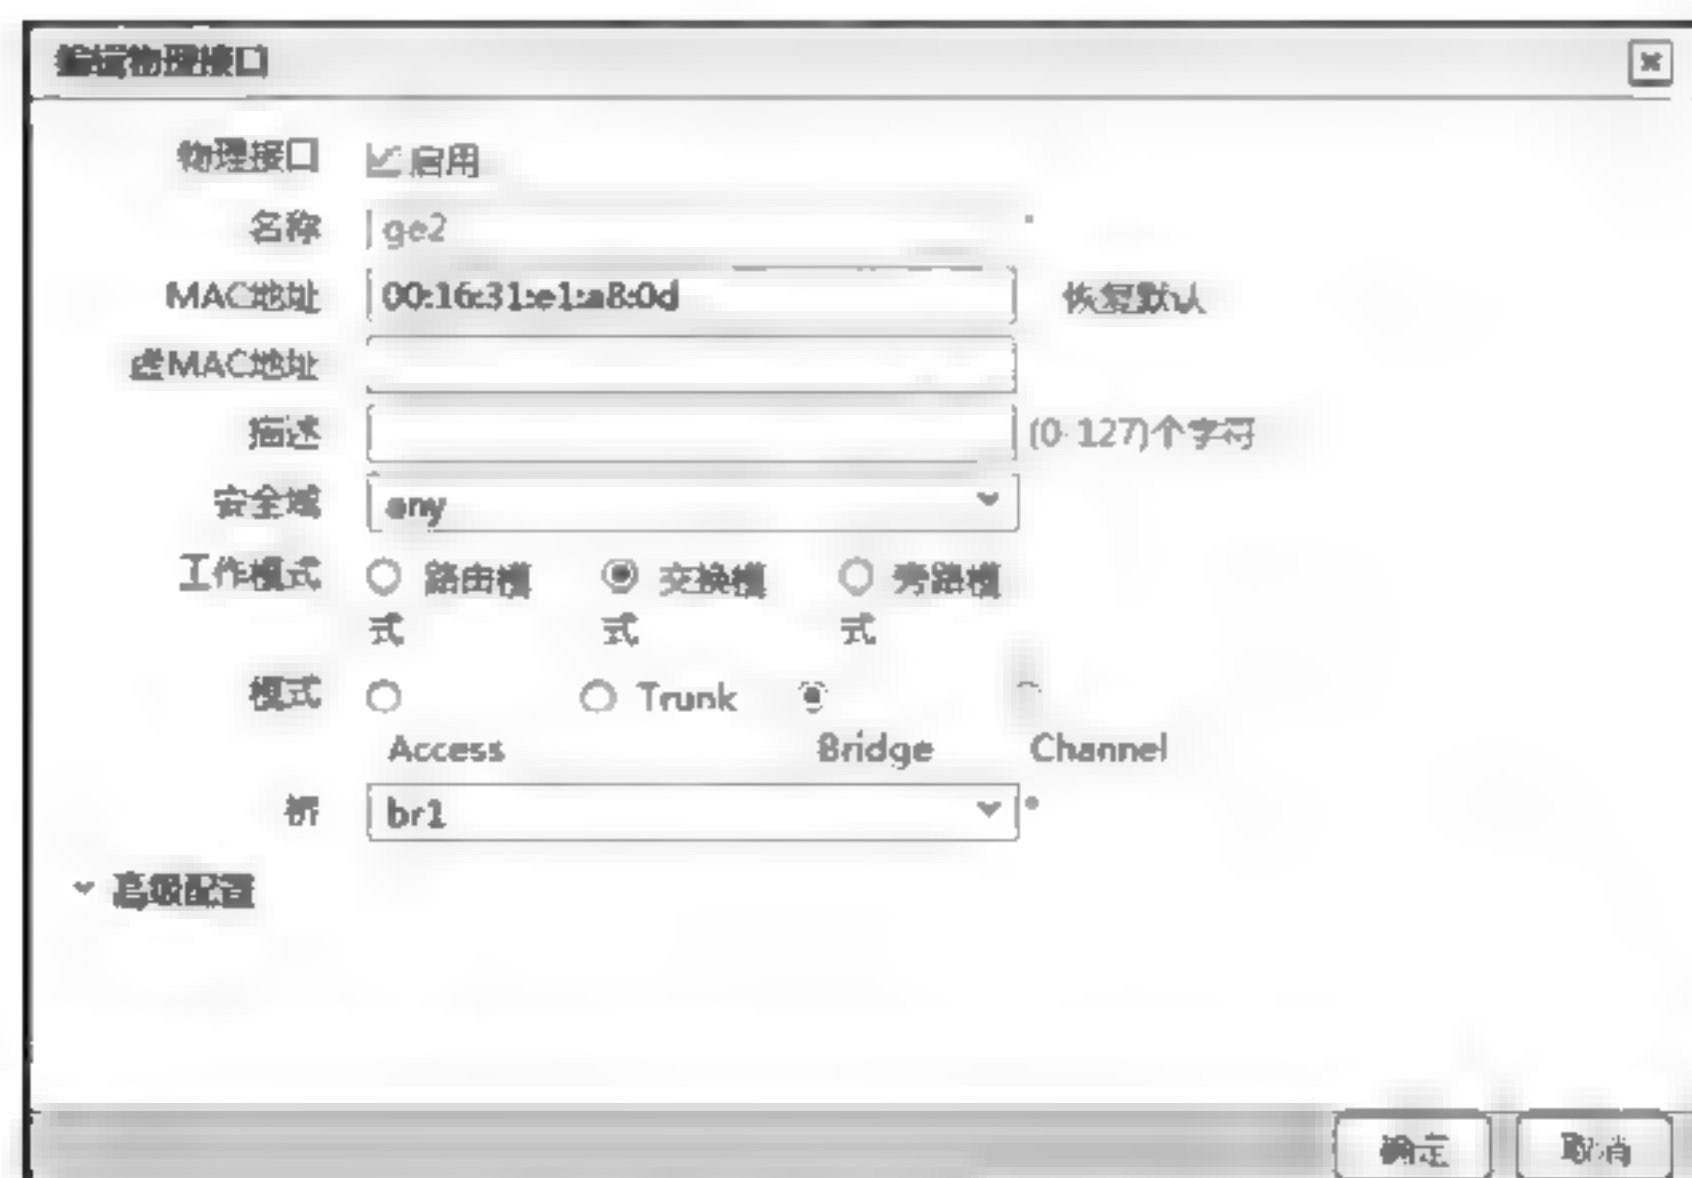 编辑物理接口
物理接口 启用
名称 ge2 *
MAC地址 00:16:31:e1:a8:0d 恢复默认
虚MAC地址
描述 (0-127)个字符
安全域 any
工作模式 路由模式 交换模式 旁路模式
模式 Access Trunk Bridge Channel
桥 br1 *
高级配置
确定 取消